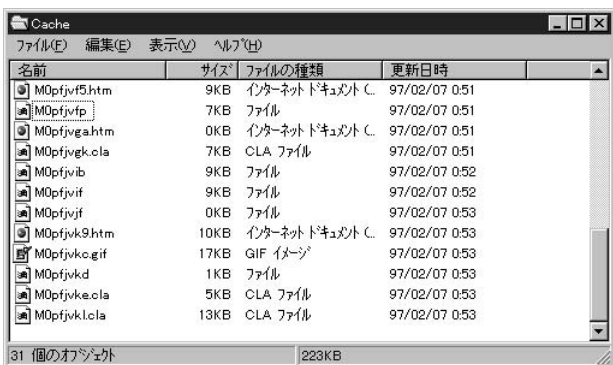 Cache
ファイル(F) 編集(E) 表示(V) ヘルプ(H)
名前 サイズ ファイルの種類 更新日時
M0pfjvf5.htm 9KB インターネット ドキュメント (... 97/02/07 0:51
M0pfjvfp 7KB ファイル 97/02/07 0:51
M0pfjvga.htm 0KB インターネット ドキュメント (... 97/02/07 0:51
M0pfjvgk.cla 7KB CLA ファイル 97/02/07 0:51
M0pfjvib 9KB ファイル 97/02/07 0:52
M0pfjvif 9KB ファイル 97/02/07 0:52
M0pfjvjf 0KB ファイル 97/02/07 0:53
M0pfjvk9.htm 10KB インターネット ドキュメント (... 97/02/07 0:53
M0pfjvkc.gif 17KB GIF イメージ 97/02/07 0:53
M0pfjvkd 1KB ファイル 97/02/07 0:53
M0pfjvke.cla 5KB CLA ファイル 97/02/07 0:53
M0pfjvkl.cla 13KB CLA ファイル 97/02/07 0:53
31 個のオブジェクト 223KB